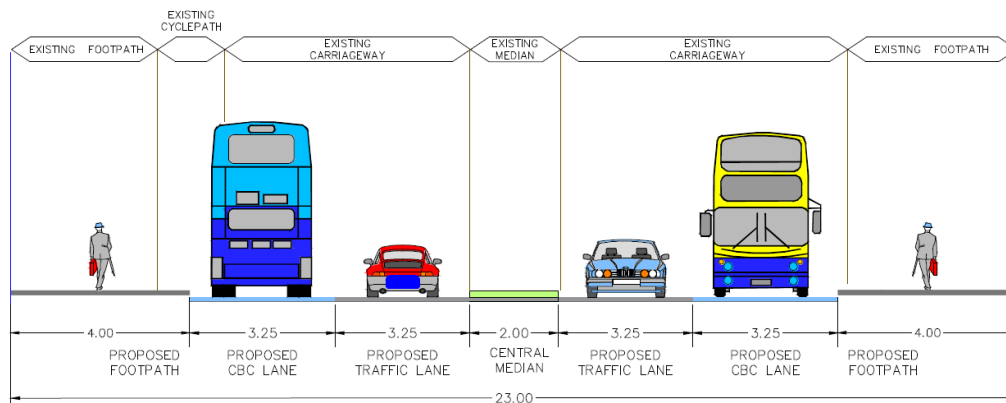 EXISTING
CYCLEPATH
EXISTING FOOTPATH
EXISTING
CARRIAGEWAY
EXISTING
MEDIAN
EXISTING
CARRIAGEWAY
EXISTING FOOTPATH
4.00
3.25
3.25
2.00
3.25
3.25
4.00
PROPOSED
FOOTPATH
PROPOSED
CBC LANE
PROPOSED
TRAFFIC LANE
CENTRAL
MEDIAN
PROPOSED
TRAFFIC LANE
PROPOSED
CBC LANE
PROPOSED
FOOTPATH
23.00